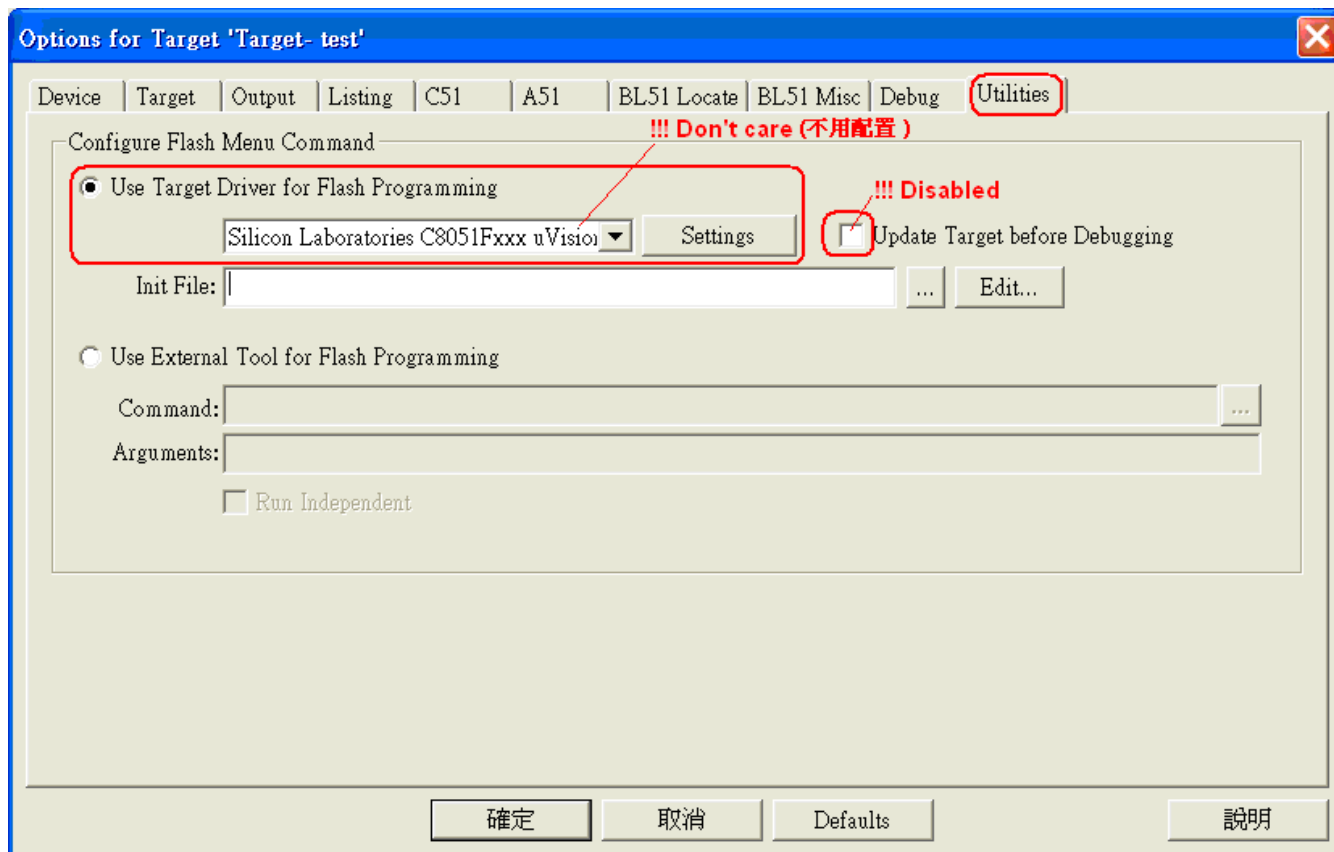 Options for Target 'Target- test'
Device Target Output Listing C51 A51 BL51 Locate BL51 Misc Debug Utilities
!!! Don't care (不用配置 )
Configure Flash Menu Command
Use Target Driver for Flash Programming
!!! Disabled
Silicon Laboratories C8051Fxxx uVision Settings Update Target before Debugging
Init File: ... Edit...
Use External Tool for Flash Programming
Command: ...
Arguments:
Run Independent
確定 取消 Defaults 說明